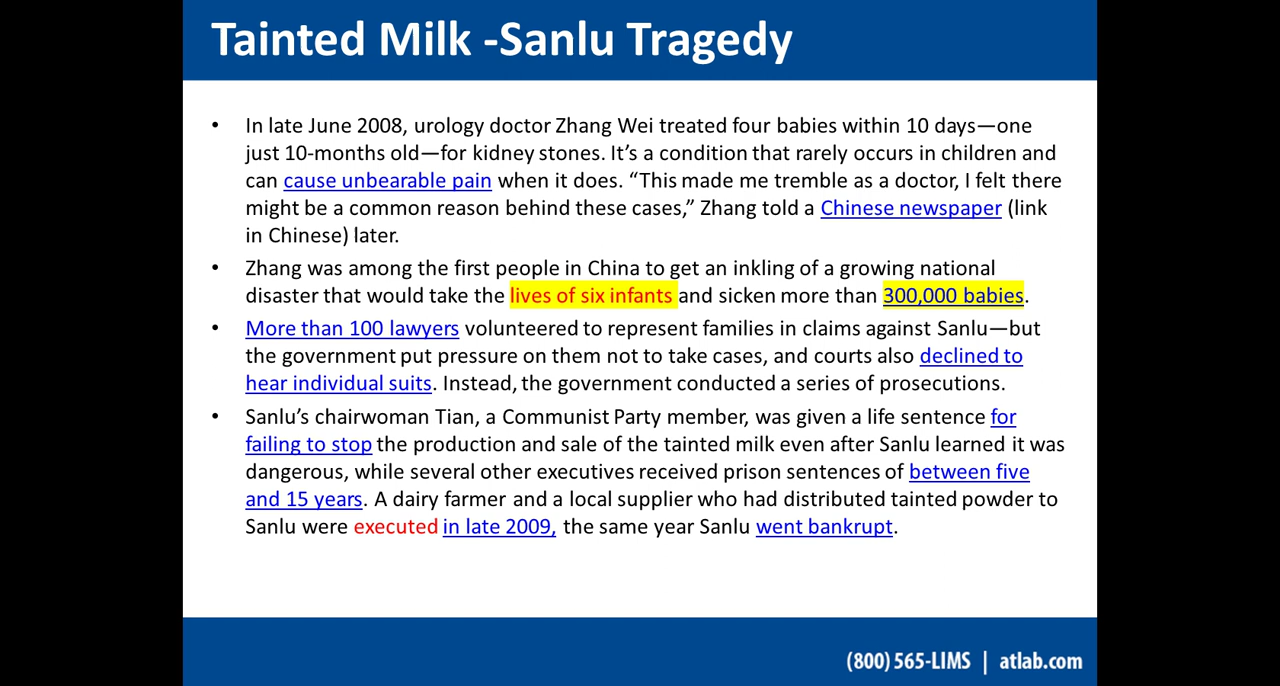 Tainted Milk -Sanlu Tragedy
• In late June 2008, urology doctor Zhang Wei treated four babies within 10 days—one
just 10-months old—for kidney stones. It’s a condition that rarely occurs in children and
can cause unbearable pain when it does. “This made me tremble as a doctor, I felt there
might be a common reason behind these cases,” Zhang told a Chinese newspaper (link
in Chinese) later.
• Zhang was among the first people in China to get an inkling of a growing national
disaster that would take the lives of six infants and sicken more than 300,000 babies.
• More than 100 lawyers volunteered to represent families in claims against Sanlu—but
the government put pressure on them not to take cases, and courts also declined to
hear individual suits. Instead, the government conducted a series of prosecutions.
• Sanlu’s chairwoman Tian, a Communist Party member, was given a life sentence for
failing to stop the production and sale of the tainted milk even after Sanlu learned it was
dangerous, while several other executives received prison sentences of between five
and 15 years. A dairy farmer and a local supplier who had distributed tainted powder to
Sanlu were executed in late 2009, the same year Sanlu went bankrupt.
(800) 565-LIMS | atlab.com